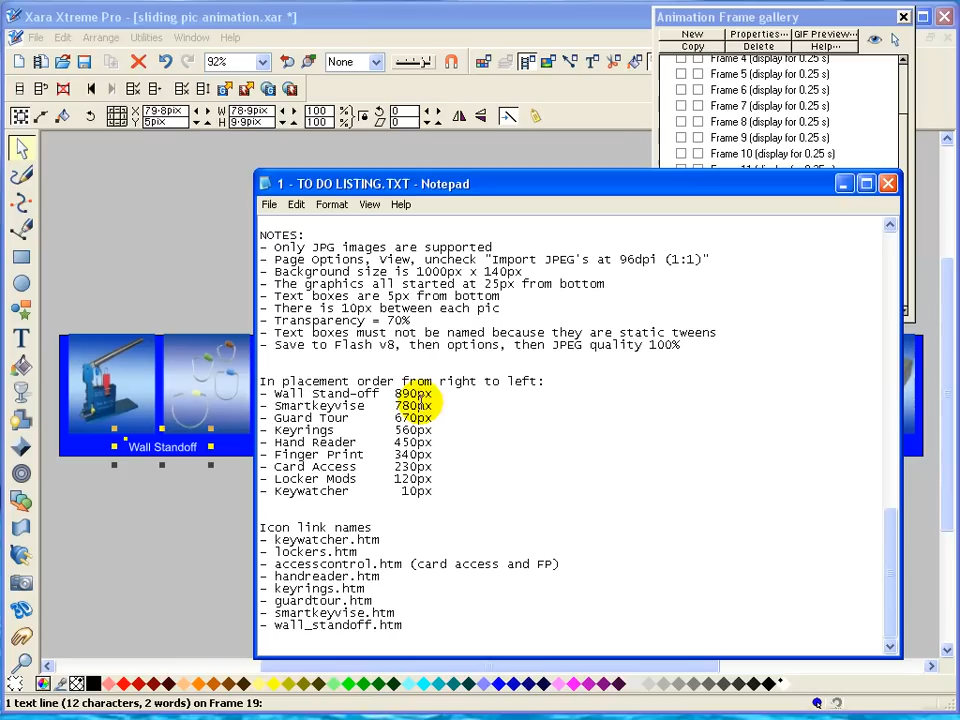 Xara Xtreme Pro - [sliding pic animation.xar *]
File Edit Arrange Utilities Window Help
92%
None
X 79.8pix
Y 5pix
W 78.9pix
H 9.9pix
100
100
%
%
0
0
Animation Frame gallery
New Properties... GIF Preview...
Copy Delete Help...
Frame 4 (display for 0.25 s)
Frame 5 (display for 0.25 s)
Frame 6 (display for 0.25 s)
Frame 7 (display for 0.25 s)
Frame 8 (display for 0.25 s)
Frame 9 (display for 0.25 s)
Frame 10 (display for 0.25 s)
1 - TO DO LISTING.TXT - Notepad
File Edit Format View Help
NOTES:
- Only JPG images are supported
- Page Options, View, uncheck "Import JPEG's at 96dpi (1:1)"
- Background size is 1000px x 140px
- The graphics all started at 25px from bottom
- Text boxes are 5px from bottom
- There is 10px between each pic
- Transparency = 70%
- Text boxes must not be named because they are static tweens
- Save to Flash v8, then options, then JPEG quality 100%
In placement order from right to left:
- Wall Stand-off 890px
- Smartkeyvise 780px
- Guard Tour 670px
- Keyrings 560px
- Hand Reader 450px
- Finger Print 340px
- Card Access 230px
- Locker Mods 120px
- Keywatcher 10px
Icon link names
- keywatcher.htm
- lockers.htm
- accesscontrol.htm (card access and FP)
- handreader.htm
- keyrings.htm
- guardtour.htm
- smartkeyvise.htm
- wall_standoff.htm
Wall Standoff
1 text line (12 characters, 2 words) on Frame 19: